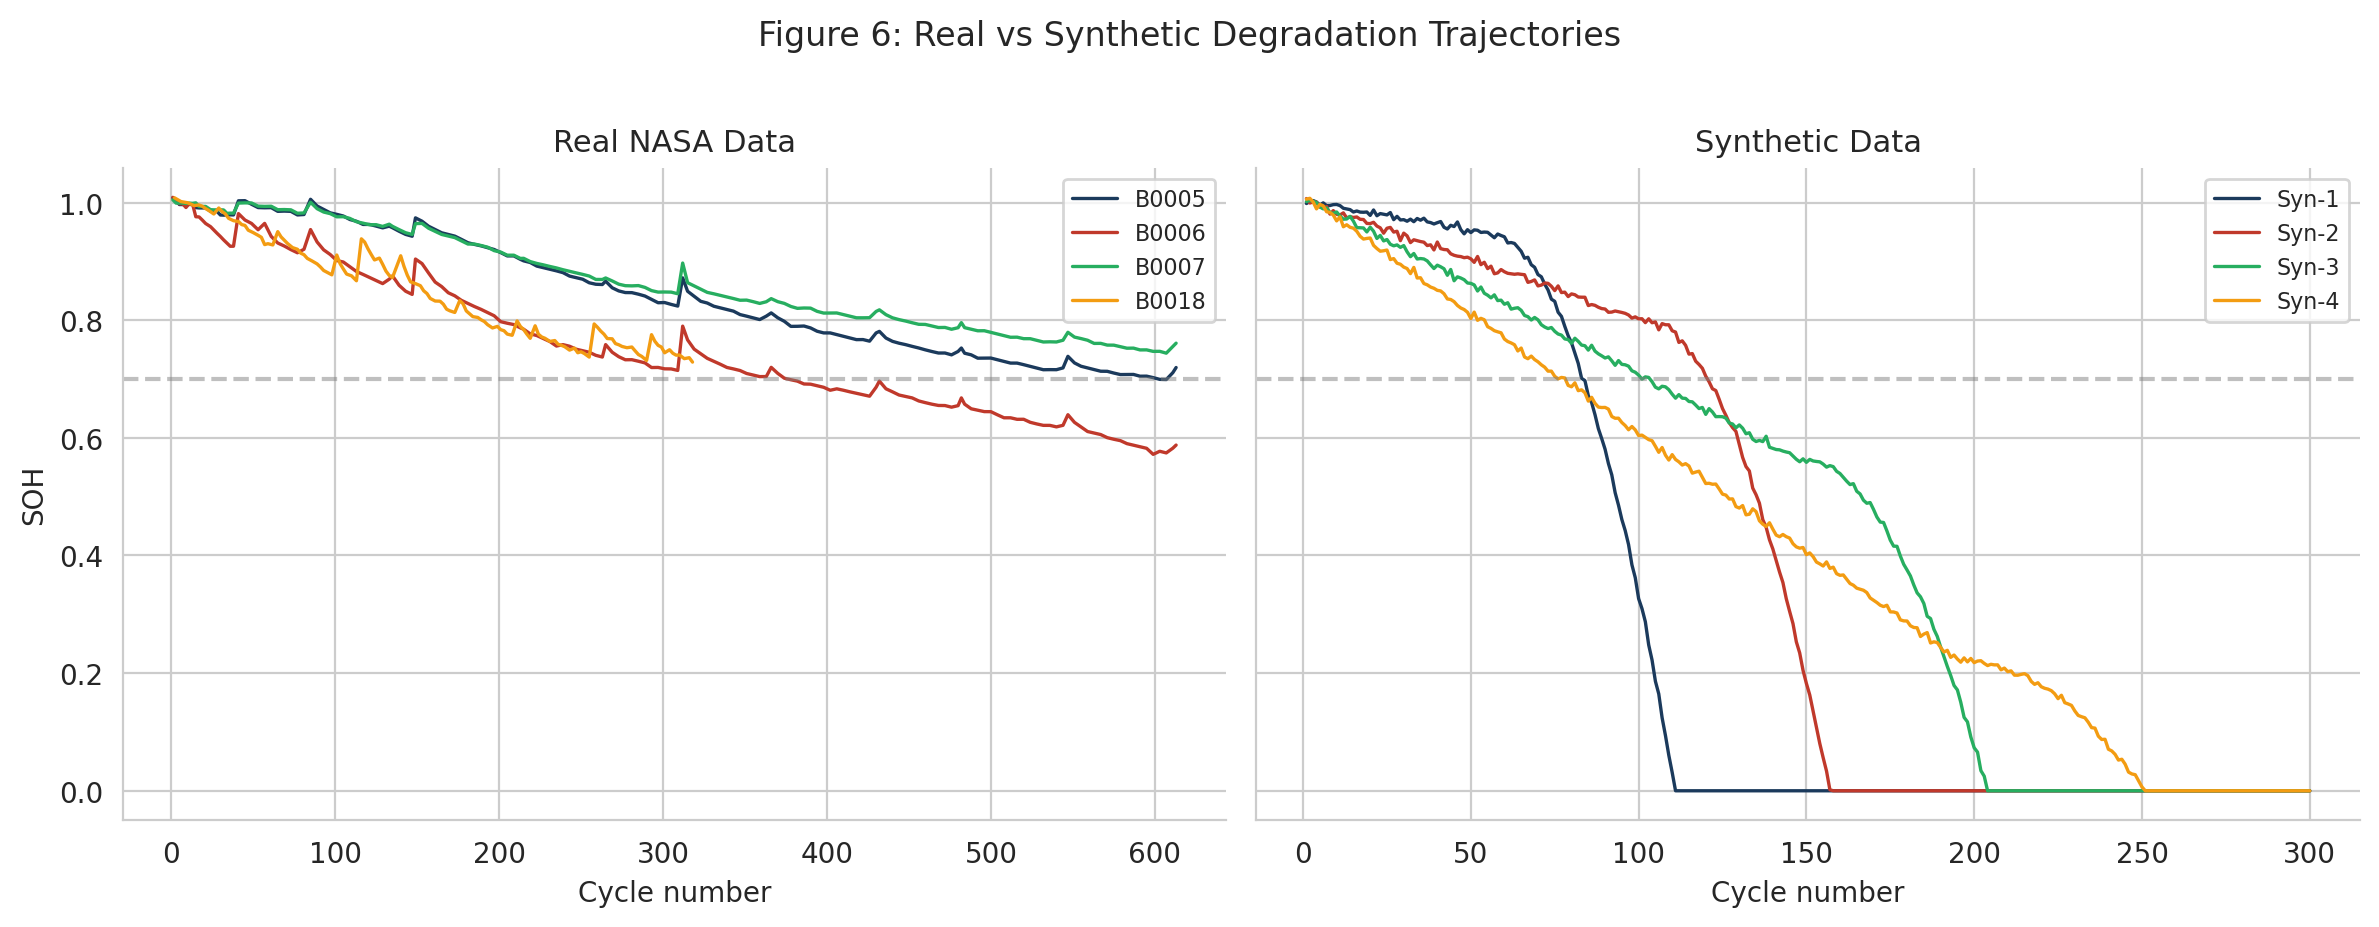 Figure 6: Real vs Synthetic Degradation Trajectories
Real NASA Data
SOH
1.0
0.8
0.6
0.4
0.2
0.0
0 100 200 300 400 500 600
Cycle number
B0005
B0006
B0007
B0018
Synthetic Data
0 50 100 150 200 250 300
Cycle number
Syn-1
Syn-2
Syn-3
Syn-4